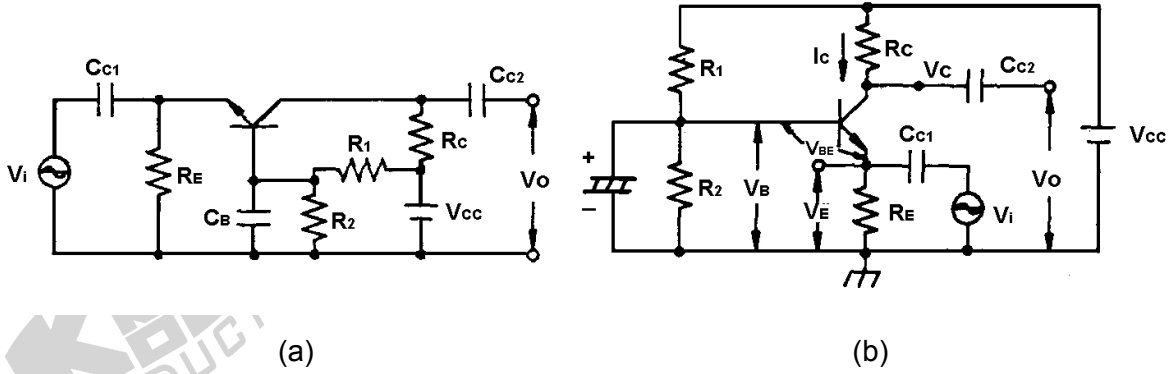 Cc1
Cc2
R1
Rc
Vi
RE
CB
R2
Vcc
Vo
(a)
R1
Ic
Rc
Vc
Cc2
+
−
VBE
Cc1
R2
VB
VE
RE
Vi
Vo
Vcc
(b)